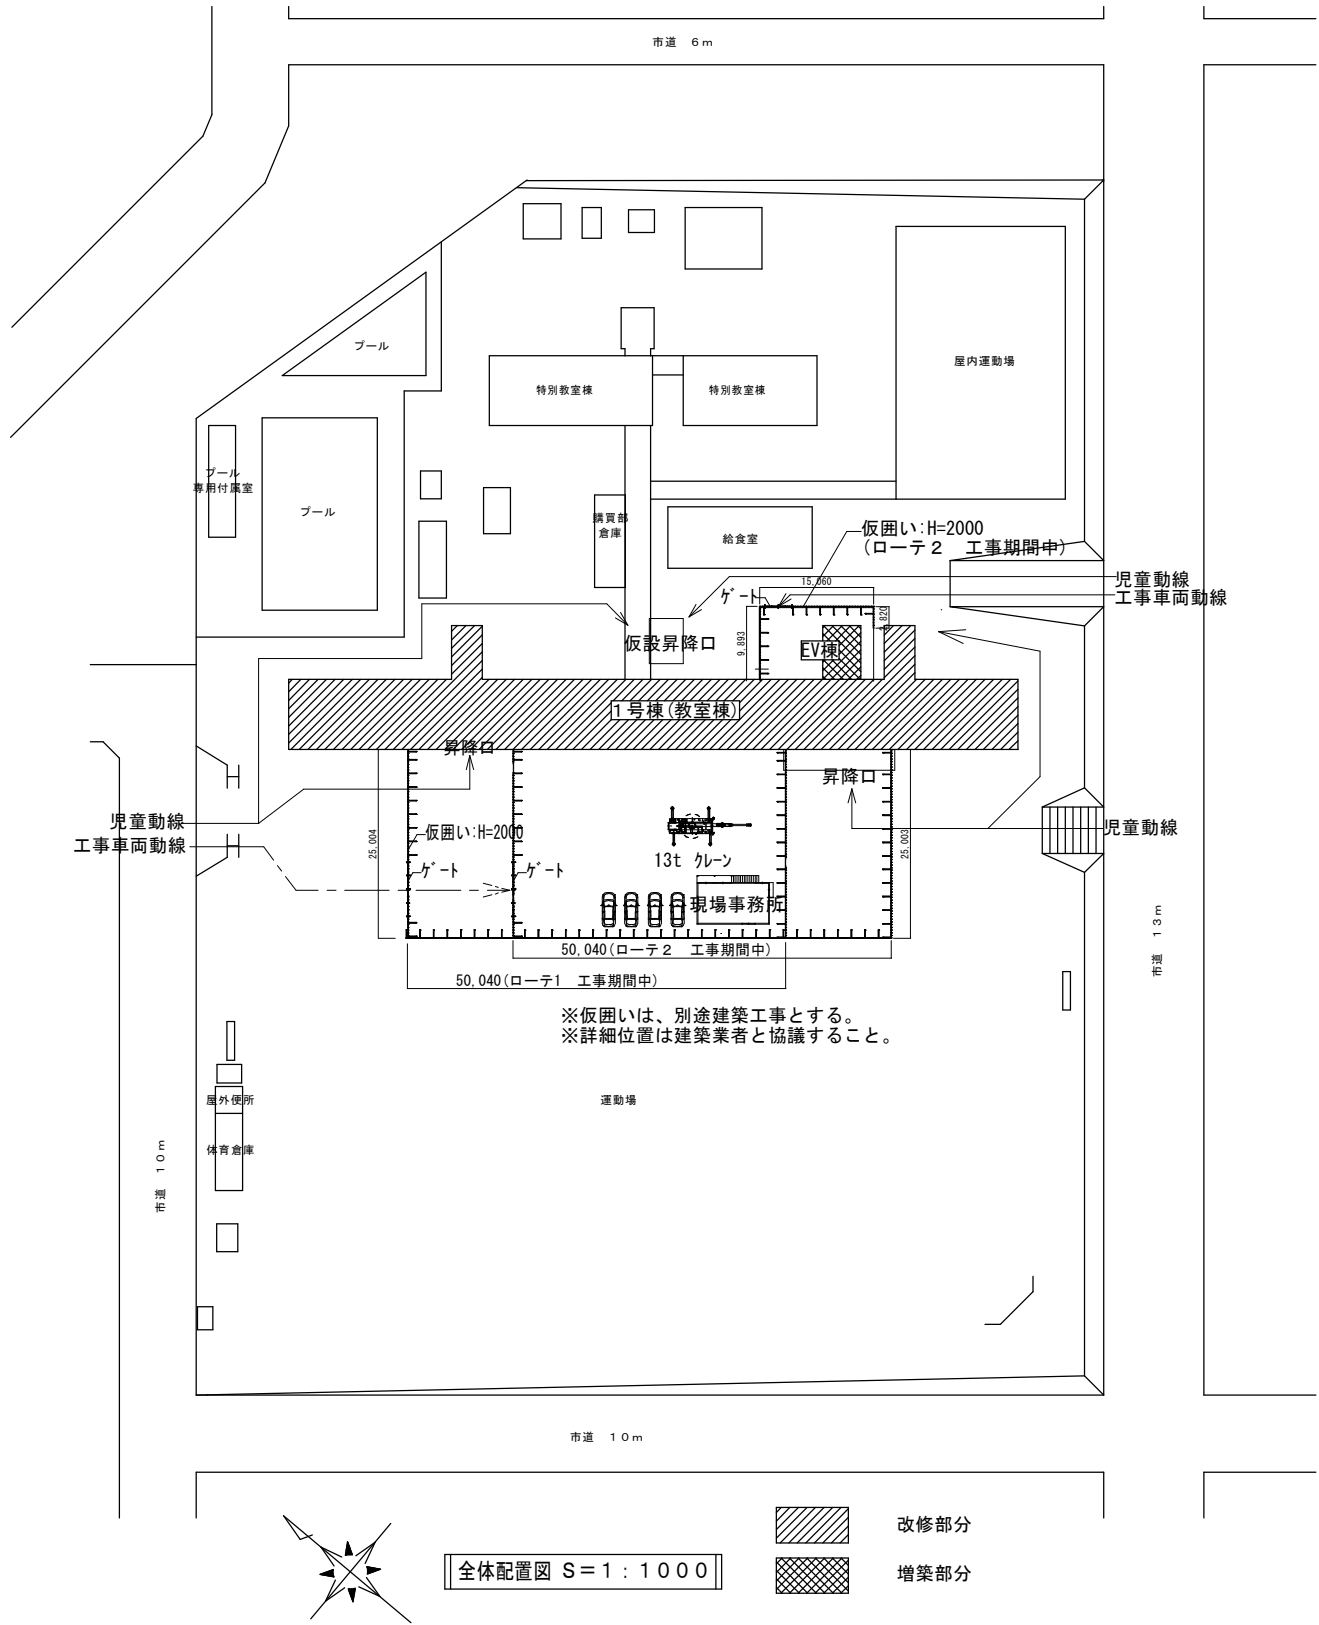 市道　６ｍ
プール
特別教室棟
特別教室棟
屋内運動場
プール
専用付属室
プール
購買部
倉庫
給食室
仮囲い:H=2000
(ローテ２　工事期間中)
児童動線
15,060
工事車両動線
ｹﾞｰﾄ
仮設昇降口
9,893
EV棟
１号棟(教室棟)
昇降口
昇降口
児童動線
仮囲い:H=2000
児童動線
工事車両動線
25,004
25,003
13t ｸﾚｰﾝ
ｹﾞｰﾄ
ｹﾞｰﾄ
現場事務所
50,040(ローテ２　工事期間中)
50,040(ローテ1　工事期間中)
※仮囲いは、別途建築工事とする。
※詳細位置は建築業者と協議すること。
市道　１３ｍ
屋外便所
運動場
体育倉庫
市道　１０ｍ
市道　１０ｍ
全体配置図 Ｓ＝１：１０００
改修部分
増築部分